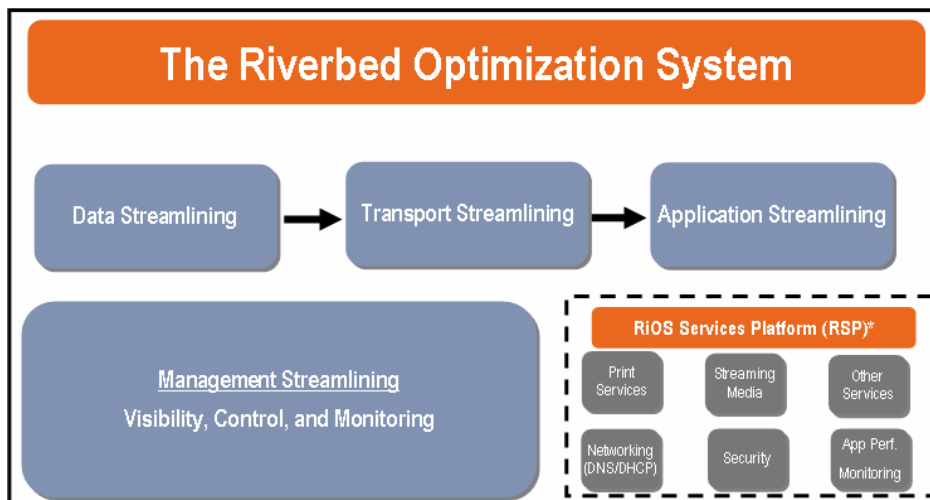 The Riverbed Optimization System
Data Streamlining
Transport Streamlining
Application Streamlining
Management Streamlining
Visibility, Control, and Monitoring
RiOS Services Platform (RSP)*
Print
Services
Streaming
Media
Other
Services
Networking
(DNS/DHCP)
Security
App Perf.
Monitoring